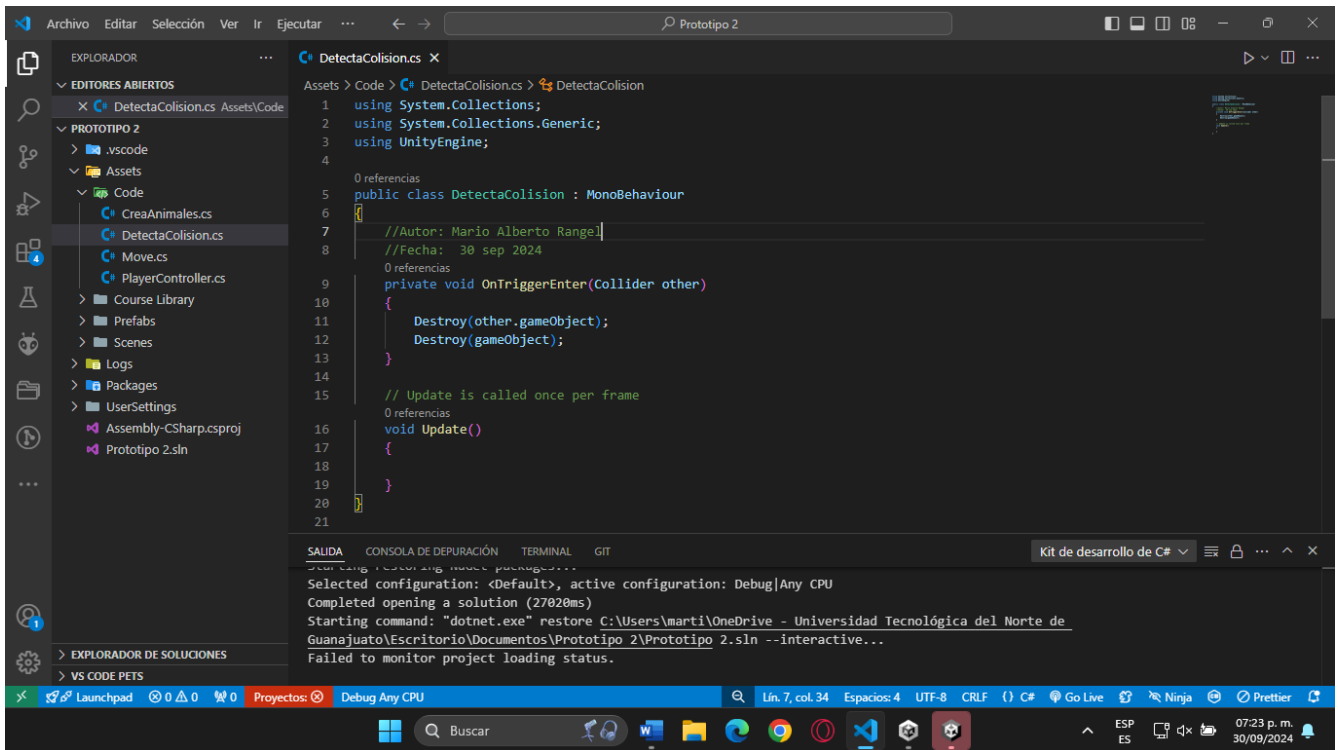 Archivo Editar Selección Ver Ir Ejecutar ··· Prototipo 2
EXPLORADOR ···
EDITORES ABIERTOS
DetectaColision.cs Assets\Code
PROTOTIPO 2
.vscode
Assets
Code
CreaAnimales.cs
DetectaColision.cs
Move.cs
PlayerController.cs
Course Library
Prefabs
Scenes
Logs
Packages
UserSettings
Assembly-CSharp.csproj
Prototipo 2.sln
EXPLORADOR DE SOLUCIONES
VS CODE PETS
4
1
DetectaColision.cs
Assets > Code > DetectaColision.cs > DetectaColision
1 using System.Collections;
2 using System.Collections.Generic;
3 using UnityEngine;
4
0 referencias
5 public class DetectaColision : MonoBehaviour
6 {
7 //Autor: Mario Alberto Rangel
8 //Fecha:  30 sep 2024
0 referencias
9 private void OnTriggerEnter(Collider other)
10 {
11 Destroy(other.gameObject);
12 Destroy(gameObject);
13 }
14
15 // Update is called once per frame
0 referencias
16 void Update()
17 {
18
19 }
20 }
21
SALIDA CONSOLA DE DEPURACIÓN TERMINAL GIT Kit de desarrollo de C#
Selected configuration: <Default>, active configuration: Debug|Any CPU
Completed opening a solution (27020ms)
Starting command: "dotnet.exe" restore C:\Users\marti\OneDrive - Universidad Tecnológica del Norte de
Guanajuato\Escritorio\Documentos\Prototipo 2\Prototipo 2.sln --interactive...
Failed to monitor project loading status.
Launchpad 0 0 0 Proyectos: Debug Any CPU Lín. 7, col. 34 Espacios: 4 UTF-8 CRLF {} C# Go Live Ninja Prettier
Buscar ESP 07:23 p. m.
ES 30/09/2024